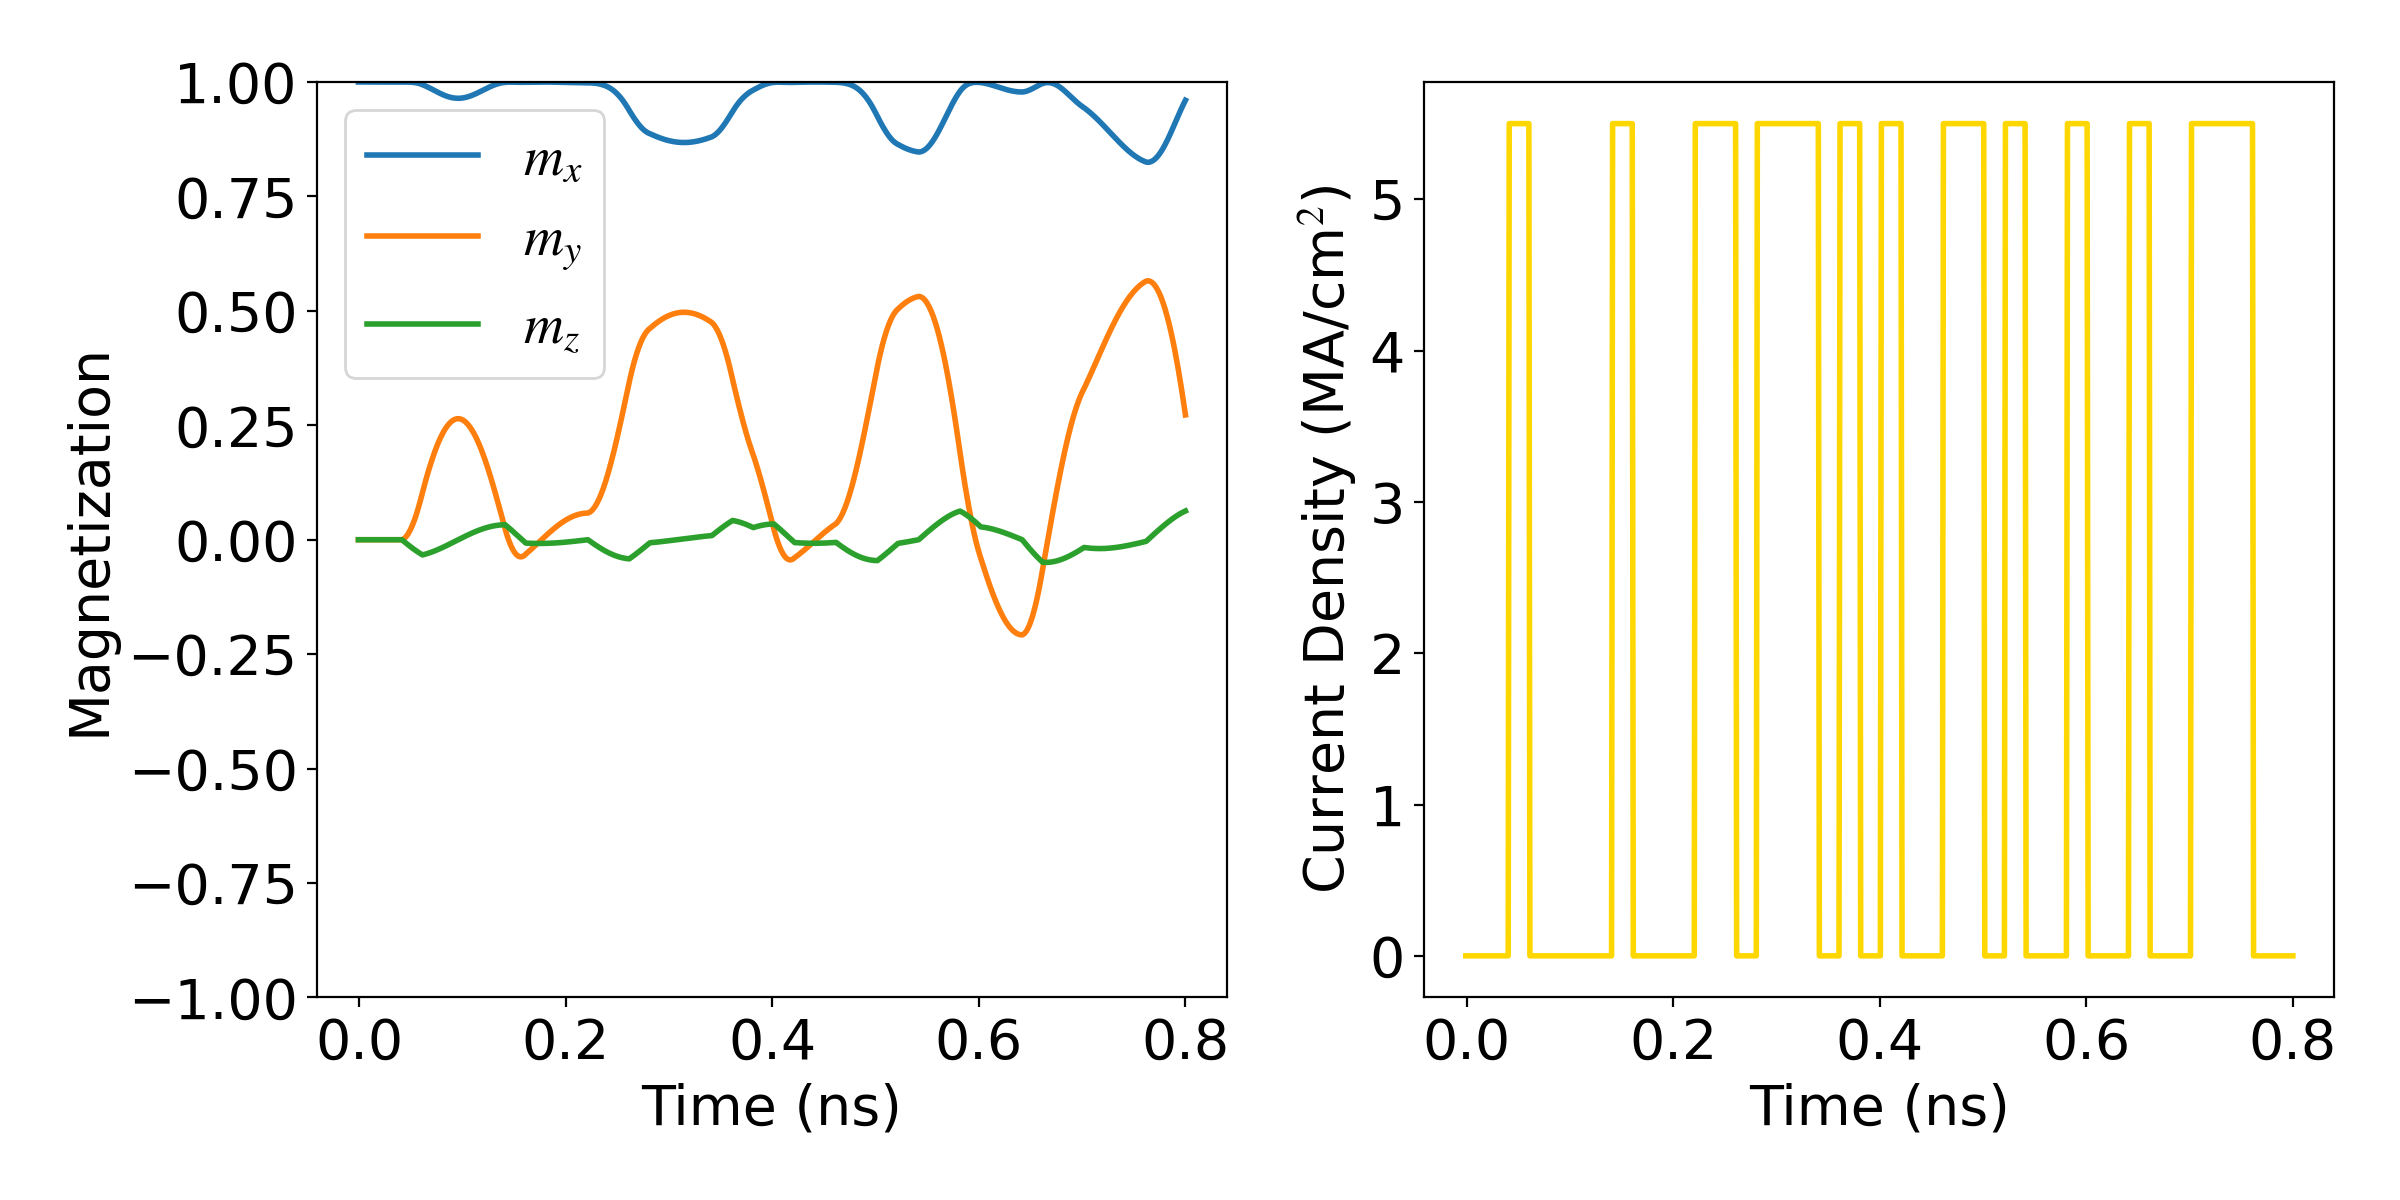 1.00
0.75
0.50
0.25
0.00
−0.25
−0.50
−0.75
−1.00
Magnetization
m_x
m_y
m_z
0.0 0.2 0.4 0.6 0.8
Time (ns)
5
4
3
2
1
0
Current Density (MA/cm²)
0.0 0.2 0.4 0.6 0.8
Time (ns)